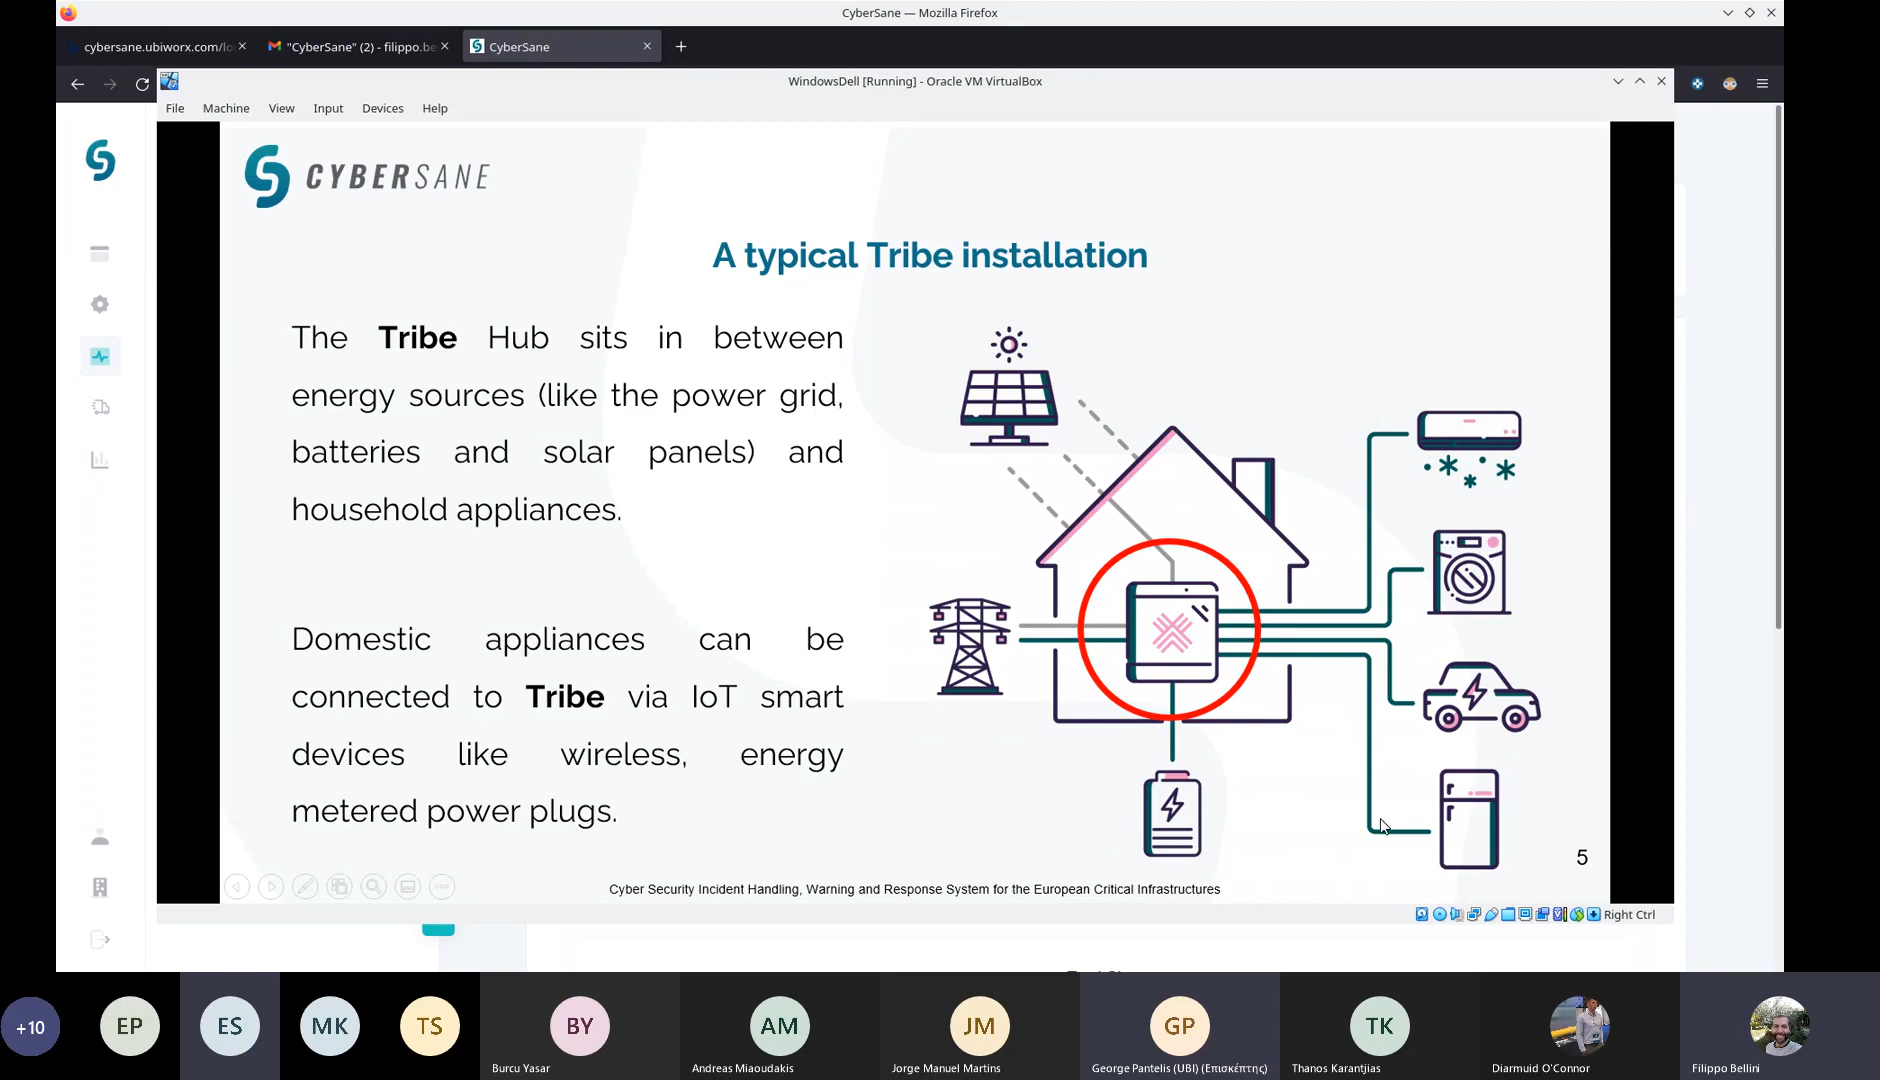 CyberSane — Mozilla Firefox
cybersane.ubiworx.com/lo
"CyberSane" (2) - filippo.be
CyberSane
WindowsDell [Running] - Oracle VM VirtualBox
File Machine View Input Devices Help
CYBERSANE
A typical Tribe installation
The Tribe Hub sits in between
energy sources (like the power grid,
batteries and solar panels) and
household appliances.
Domestic appliances can be
connected to Tribe via IoT smart
devices like wireless, energy
metered power plugs.
5
Cyber Security Incident Handling, Warning and Response System for the European Critical Infrastructures
Right Ctrl
+10
EP
ES
MK
TS
BY
AM
JM
GP
TK
Burcu Yasar
Andreas Miaoudakis
Jorge Manuel Martins
George Pantelis (UBI) (Επισκέπτης)
Thanos Karantjias
Diarmuid O'Connor
Filippo Bellini